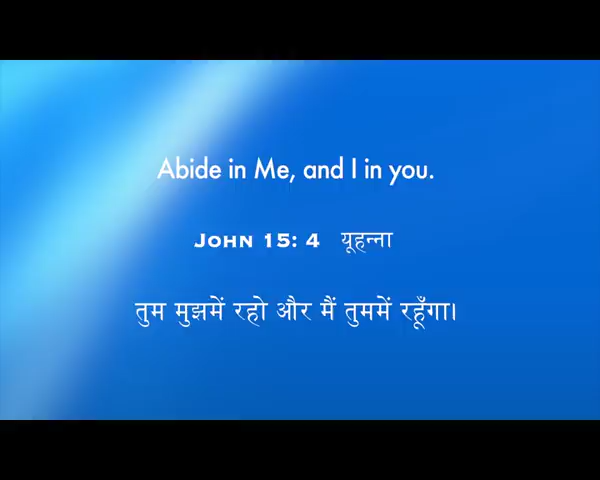 Abide in Me, and I in you.
JOHN 15: 4 यूहन्ना
तुम मुझमें रहो और मैं तुममें रहूँगा।